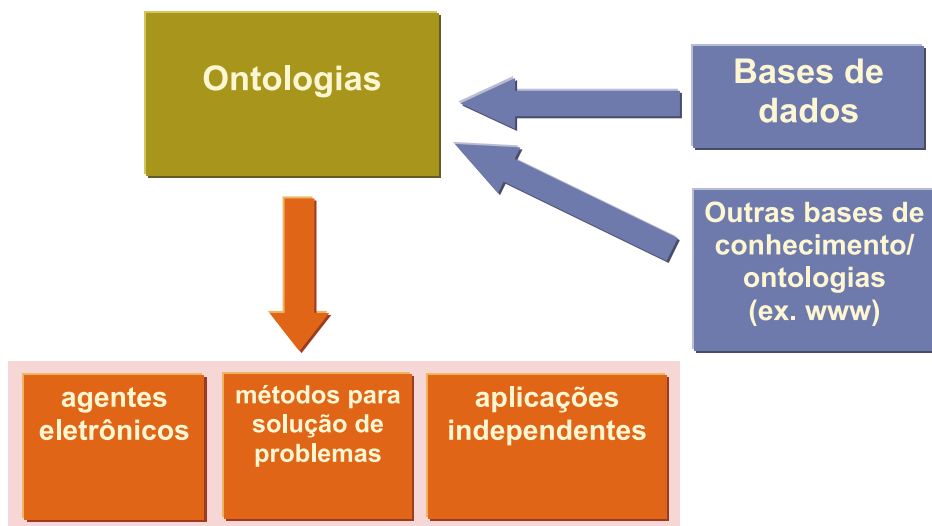 Ontologias
Bases de
dados
Outras bases de
conhecimento/
ontologias
(ex. www)
agentes
eletrônicos
métodos para
solução de
problemas
aplicações
independentes